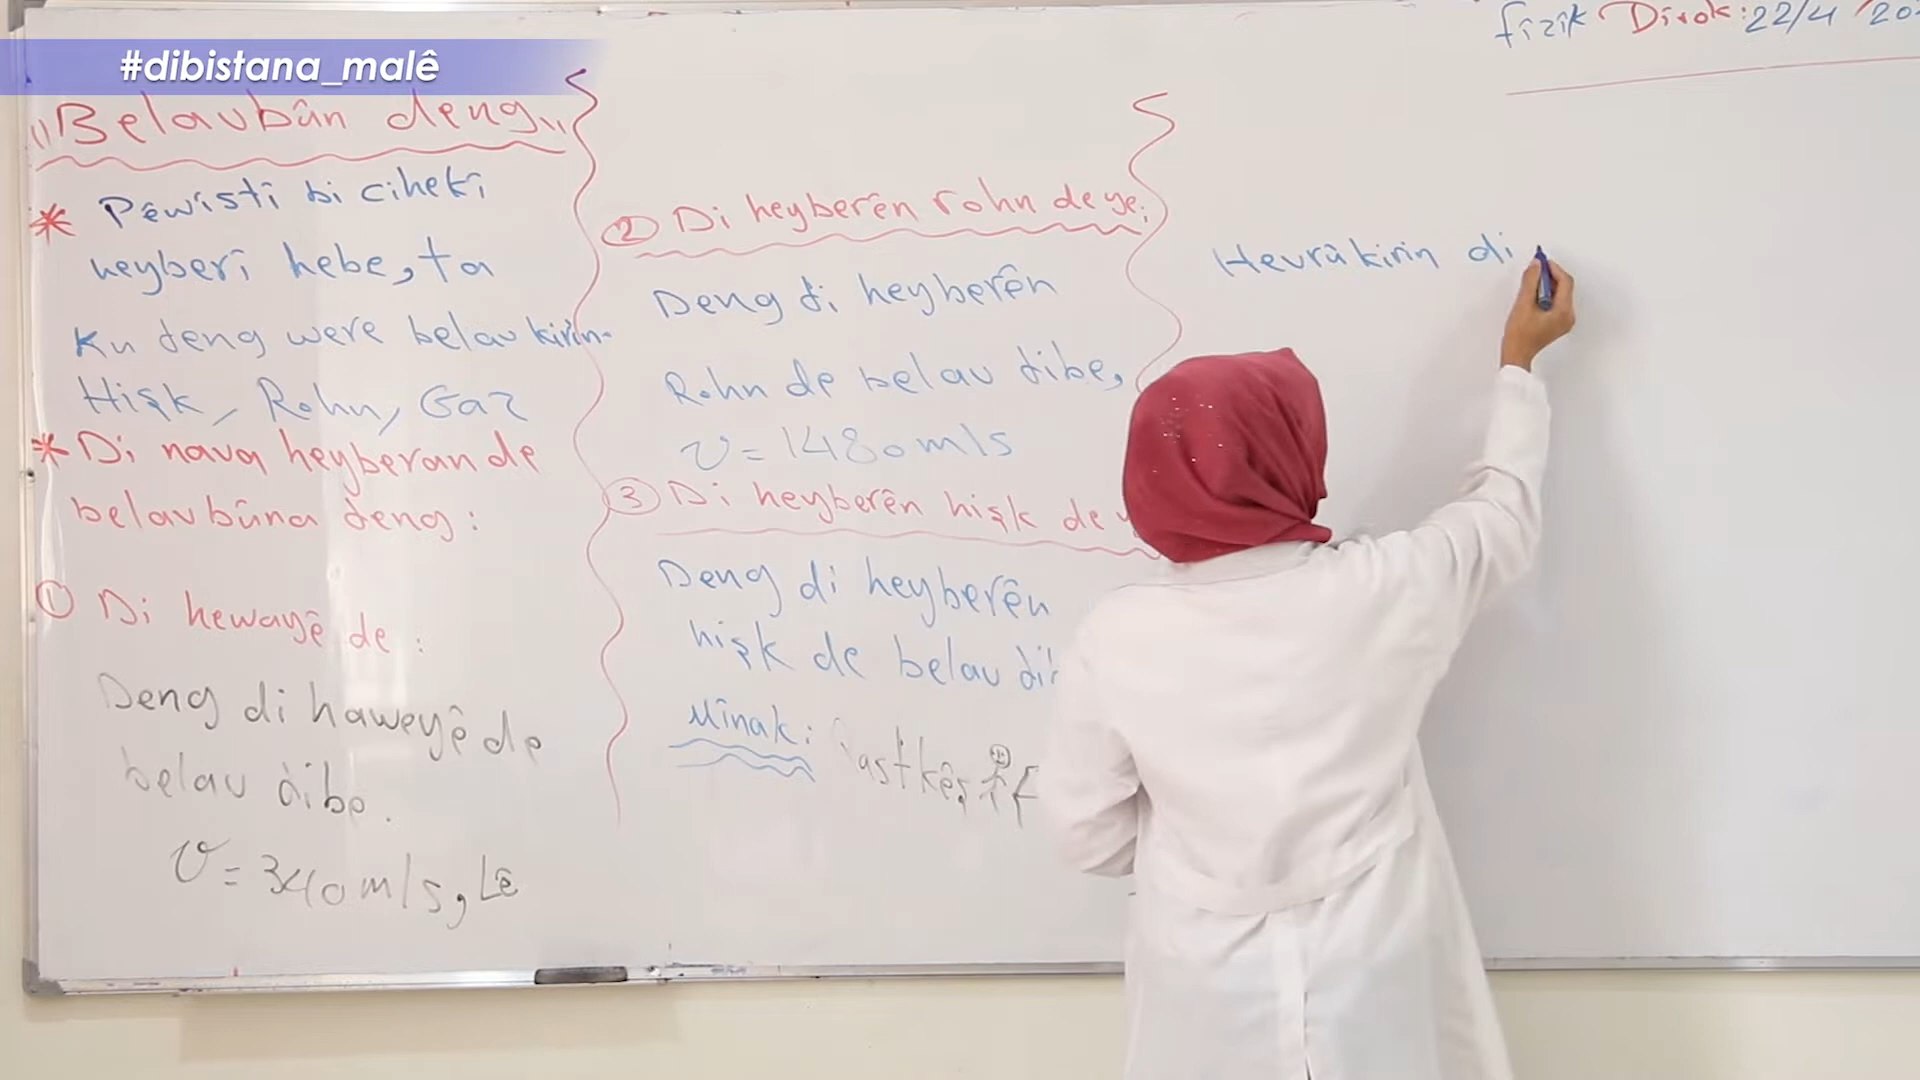 #dibistana_malê
fizik Dirok: 22/4/20
"Belavbûn deng"
* Pêwistî bi cihekî
heyberî hebe, ta
Ku deng were belav kirin.
Hişk, Rohn, Gaz
* Di nava heyberan de
belavbûna deng:
① Di hewayê de:
Deng di haweyê de
belav dibe.
v = 340 m/s, Lê
② Di heyberên rohn de ye;
Deng di heyberên
Rohn de belav dibe,
v = 1480 m/s
③ Di heyberên hişk de
Deng di heyberên
hişk de belav
Mînak: Rastkêş
Hevrûkirin di